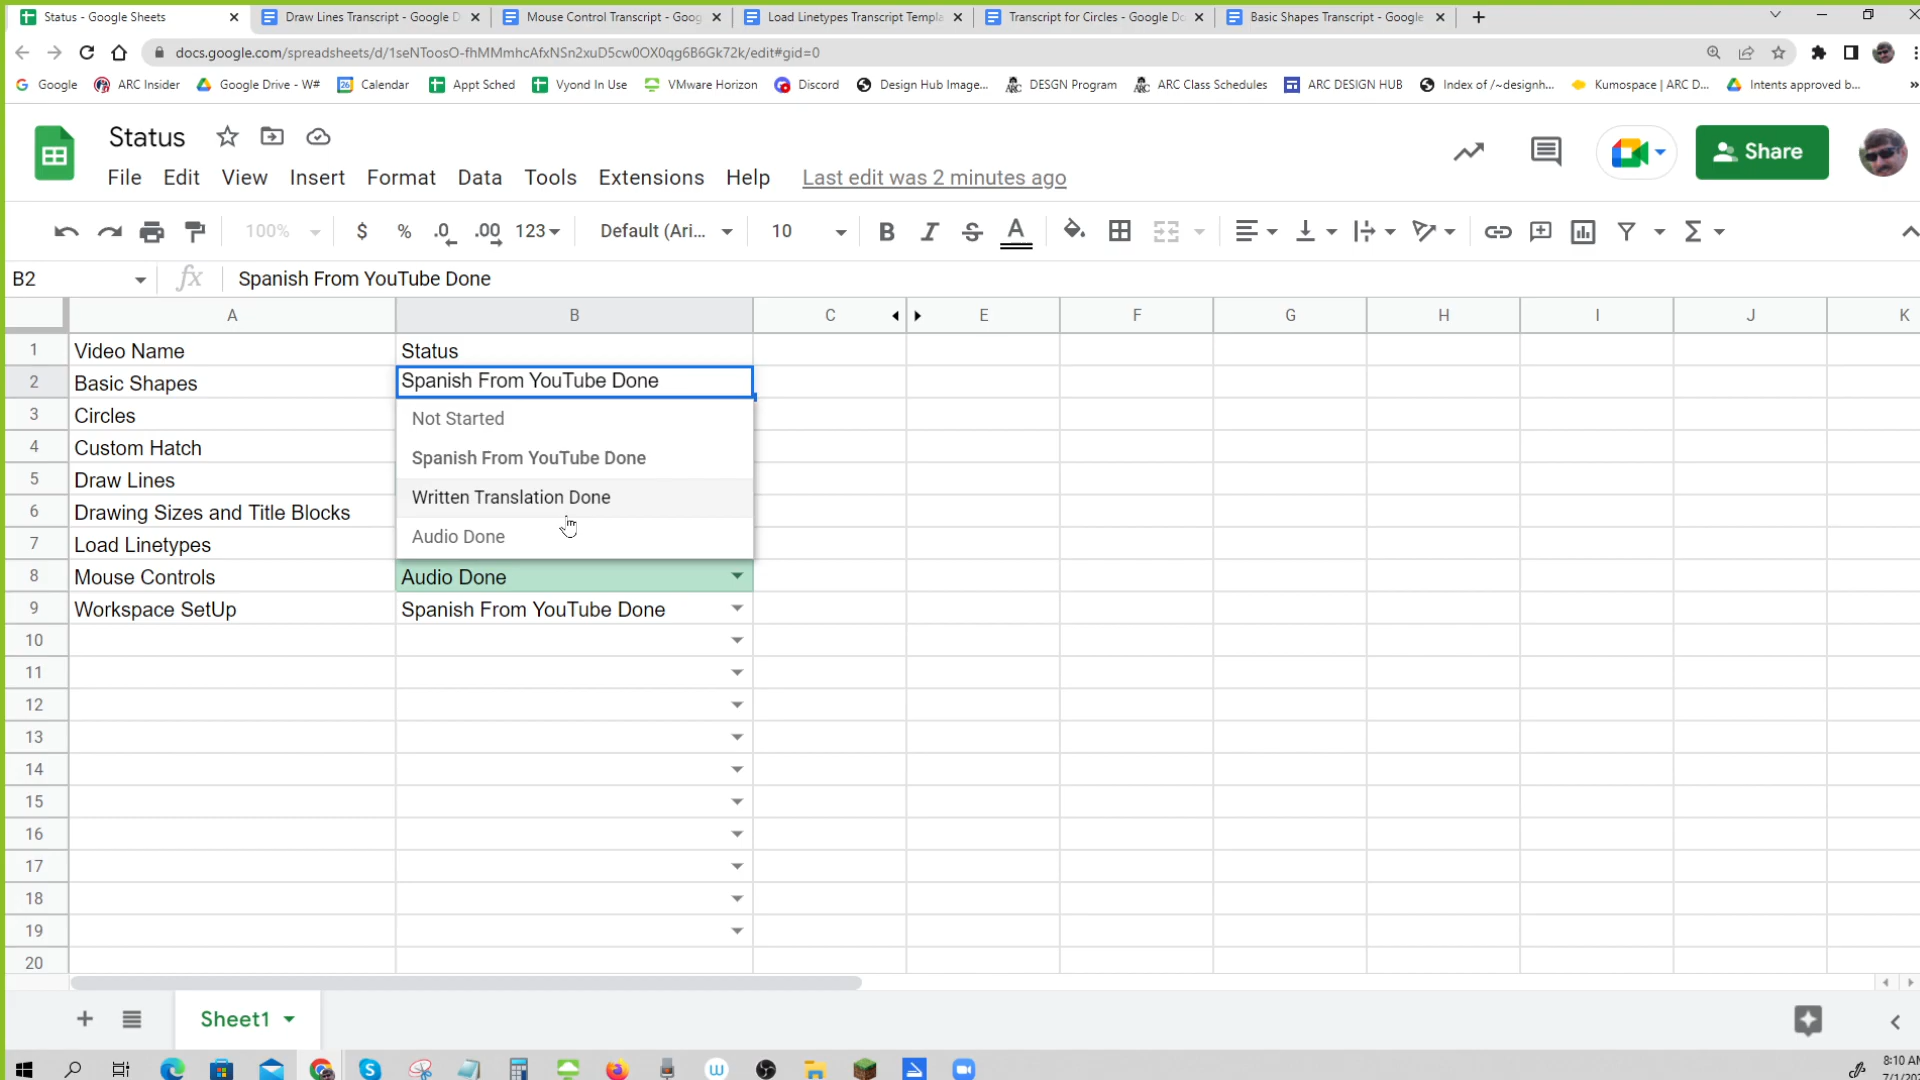 Status - Google Sheets
Draw Lines Transcript - Google D
Mouse Control Transcript - Goog
Load Linetypes Transcript Templa
Transcript for Circles - Google Do
Basic Shapes Transcript - Google
docs.google.com/spreadsheets/d/1seNToosO-fhMMmhcAfxNSn2xuD5cw0OX0qg6B6Gk72k/edit#gid=0
Google
ARC Insider
Google Drive - W#
Calendar
Appt Sched
Vyond In Use
VMware Horizon
Discord
Design Hub Image...
DESGN Program
ARC Class Schedules
ARC DESIGN HUB
Index of /~designh...
Kumospace | ARC D...
Intents approved b...
Status
Share
File Edit View Insert Format Data Tools Extensions Help Last edit was 2 minutes ago
100% $ % .0 .00 123 Default (Ari... 10 B I S A
B2 fx Spanish From YouTube Done
A B C E F G H I J K
1 Video Name Status
2 Basic Shapes Spanish From YouTube Done
3 Circles Not Started
4 Custom Hatch Spanish From YouTube Done
5 Draw Lines Written Translation Done
6 Drawing Sizes and Title Blocks
Audio Done
7 Load Linetypes
8 Mouse Controls Audio Done
9 Workspace SetUp Spanish From YouTube Done
10
11
12
13
14
15
16
17
18
19
20
Sheet1
8:10 AM